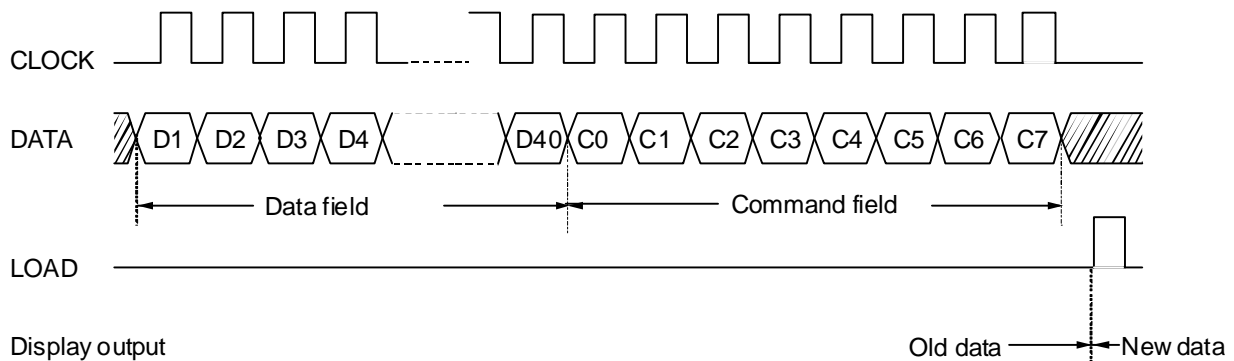 CLOCK
DATA D1 D2 D3 D4 D40 C0 C1 C2 C3 C4 C5 C6 C7
Data field Command field
LOAD
Display output Old data New data